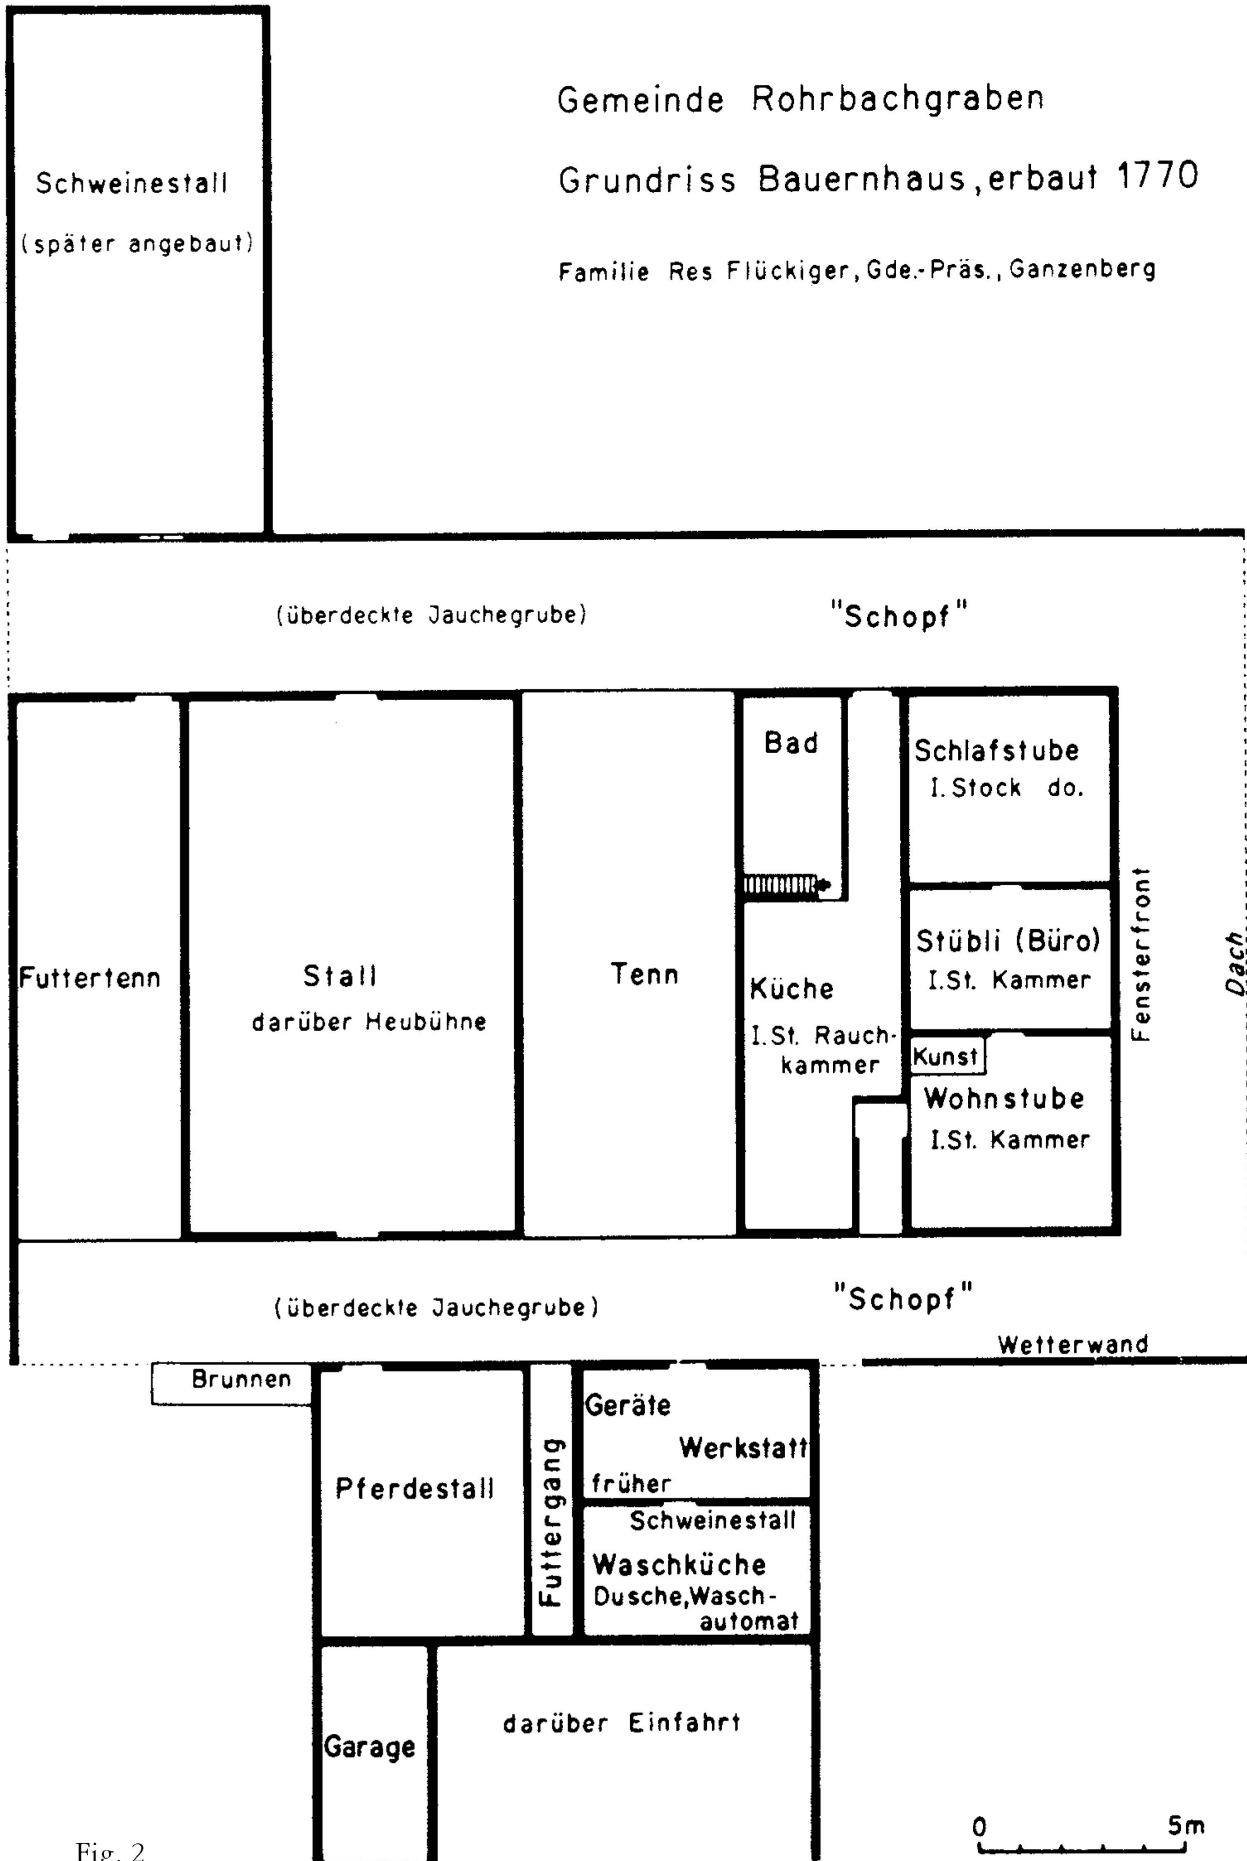 Gemeinde Rohrbachgraben
Grundriss Bauernhaus, erbaut 1770
Familie Res Flückiger, Gde.-Präs., Ganzenberg
Schweinestall
(später angebaut)
(überdeckte Jauchegrube)
"Schopf"
Futtertenn
Stall
darüber Heubühne
Tenn
Bad
Küche
I.St. Rauch-
kammer
Schlafstube
I.Stock do.
Stübli (Büro)
I.St. Kammer
Kunst
Wohnstube
I.St. Kammer
Fensterfront
Dach
(überdeckte Jauchegrube)
"Schopf"
Wetterwand
Brunnen
Pferdestall
Futtergang
Geräte
Werkstatt
früher
Schweinestall
Waschküche
Dusche,Wasch-
automat
Garage
darüber Einfahrt
0 5m
Fig. 2